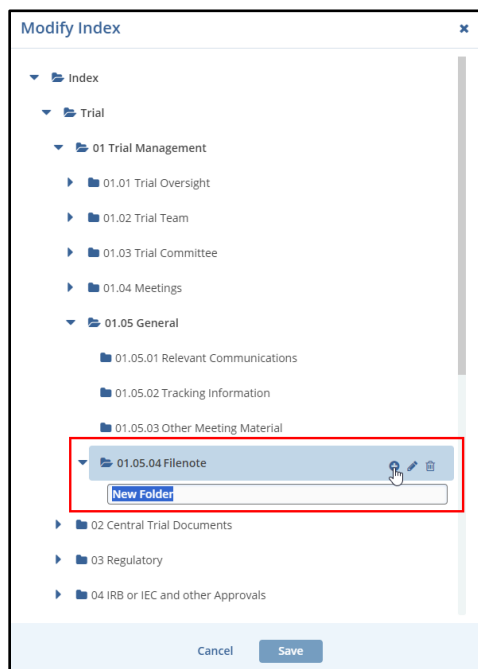 Modify Index
Index
Trial
01 Trial Management
01.01 Trial Oversight
01.02 Trial Team
01.03 Trial Committee
01.04 Meetings
01.05 General
01.05.01 Relevant Communications
01.05.02 Tracking Information
01.05.03 Other Meeting Material
01.05.04 Filenote
New Folder
02 Central Trial Documents
03 Regulatory
04 IRB or IEC and other Approvals
Cancel Save